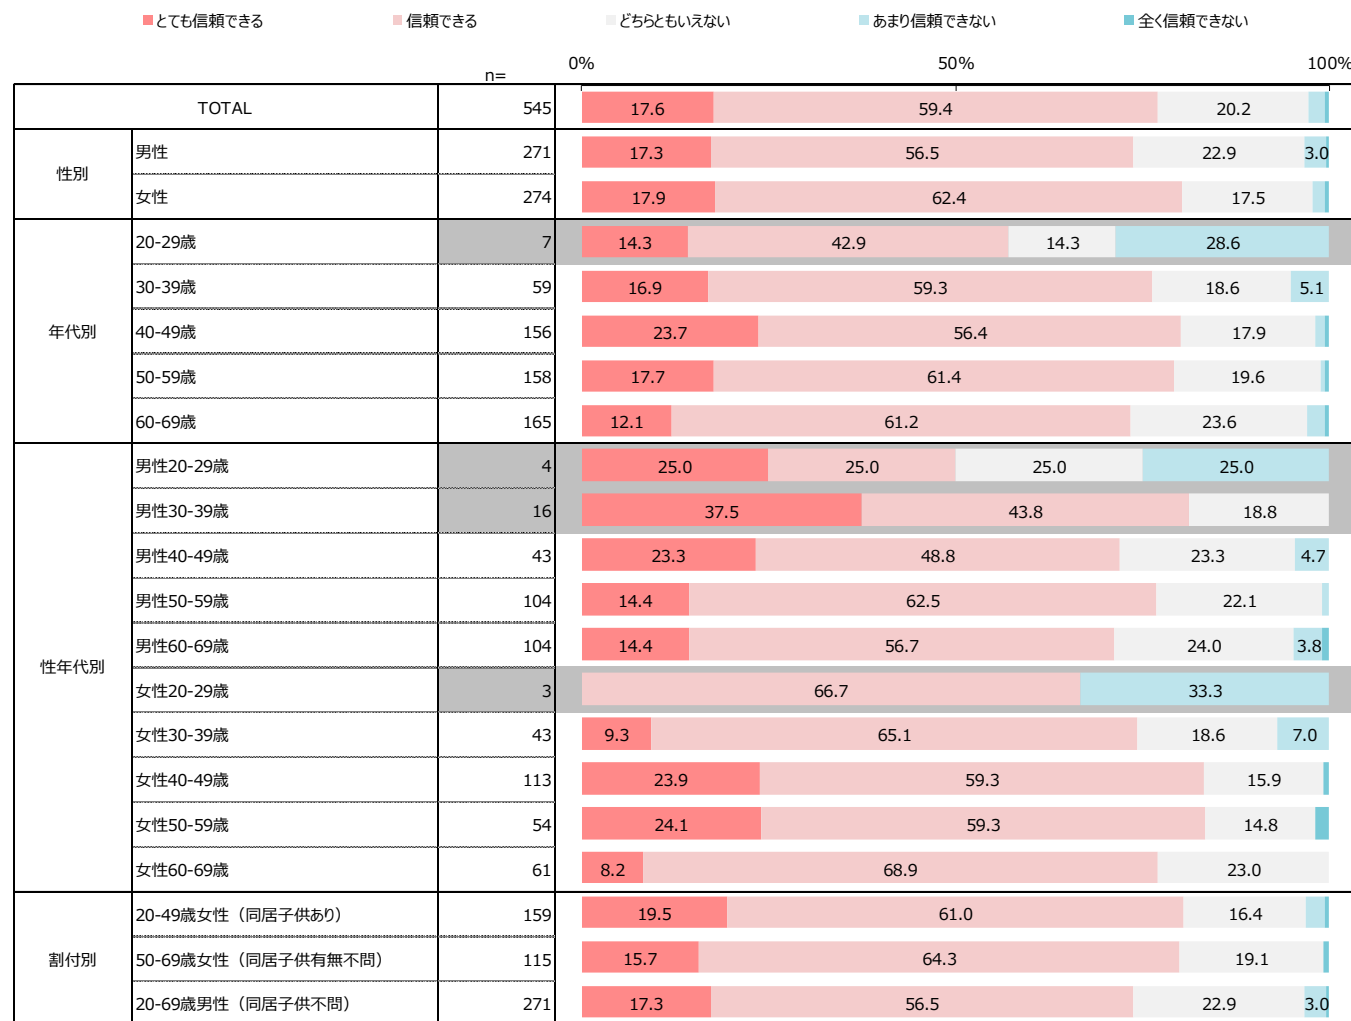 とても信頼できる 信頼できる どちらともいえない あまり信頼できない 全く信頼できない
n= 0% 50% 100%
TOTAL 545 17.6 59.4 20.2
性別
男性 271 17.3 56.5 22.9 3.0
女性 274 17.9 62.4 17.5
年代別
20-29歳 7 14.3 42.9 14.3 28.6
30-39歳 59 16.9 59.3 18.6 5.1
40-49歳 156 23.7 56.4 17.9
50-59歳 158 17.7 61.4 19.6
60-69歳 165 12.1 61.2 23.6
性年代別
男性20-29歳 4 25.0 25.0 25.0 25.0
男性30-39歳 16 37.5 43.8 18.8
男性40-49歳 43 23.3 48.8 23.3 4.7
男性50-59歳 104 14.4 62.5 22.1
男性60-69歳 104 14.4 56.7 24.0 3.8
女性20-29歳 3 66.7 33.3
女性30-39歳 43 9.3 65.1 18.6 7.0
女性40-49歳 113 23.9 59.3 15.9
女性50-59歳 54 24.1 59.3 14.8
女性60-69歳 61 8.2 68.9 23.0
割付別
20-49歳女性（同居子供あり） 159 19.5 61.0 16.4
50-69歳女性（同居子供有無不問） 115 15.7 64.3 19.1
20-69歳男性（同居子供不問） 271 17.3 56.5 22.9 3.0